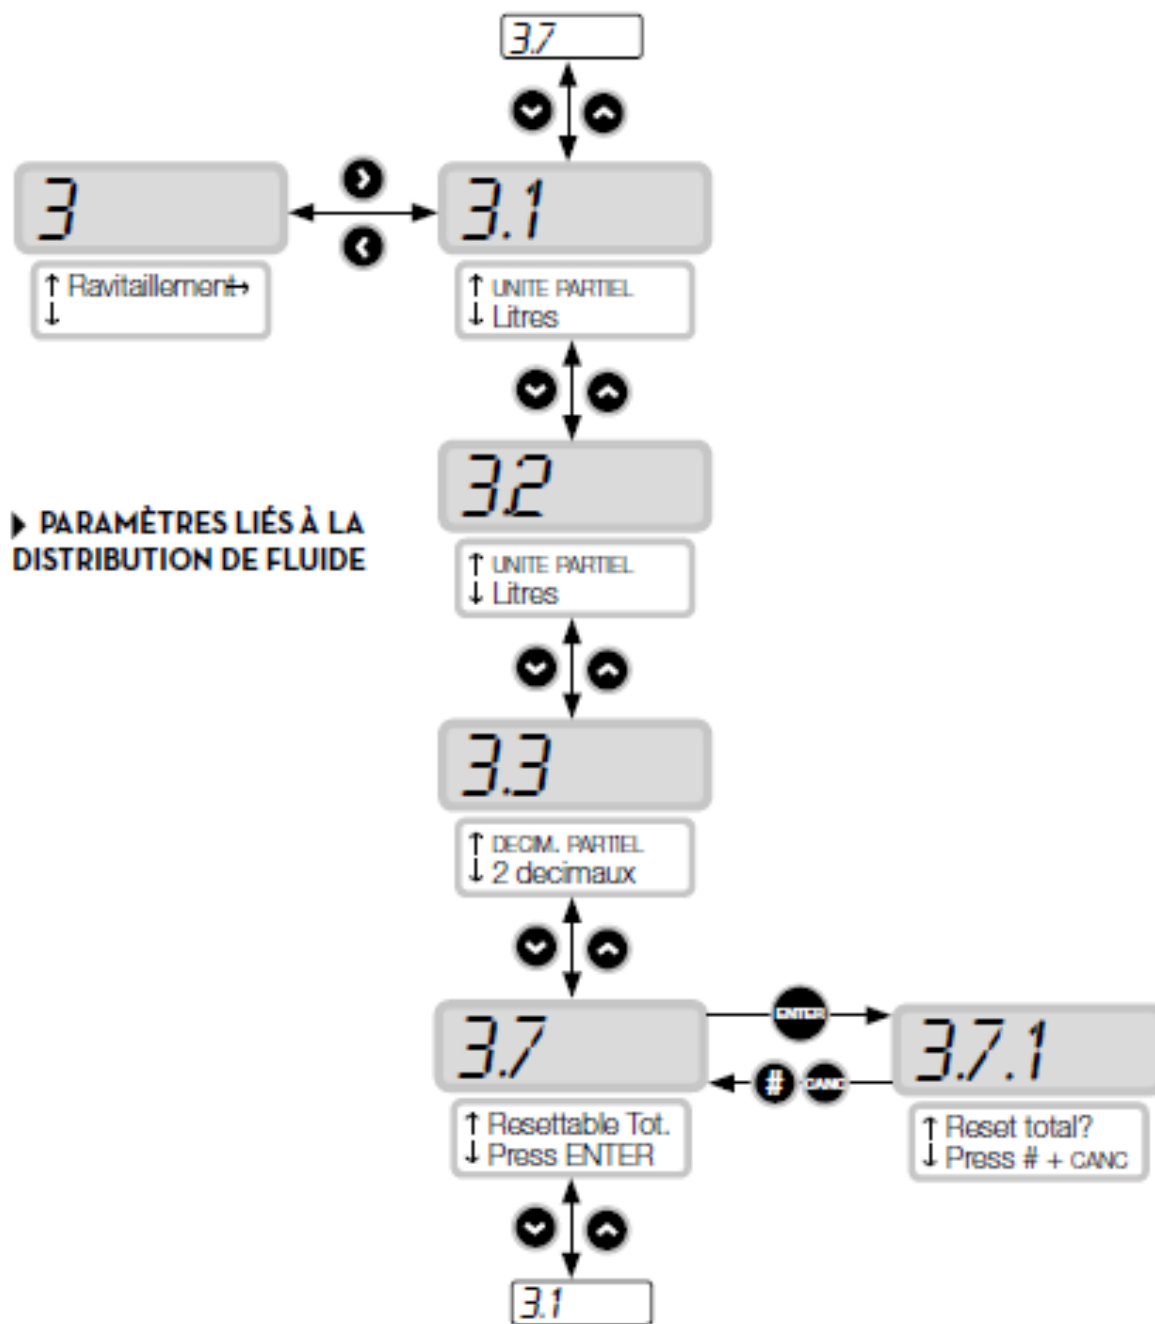 3.7
3
3.1
↑ Ravitaillement→
↓
↑ UNITE PARTIEL
↓ Litres
3.2
▶ PARAMÈTRES LIÉS À LA
DISTRIBUTION DE FLUIDE
↑ UNITE PARTIEL
↓ Litres
3.3
↑ DECIM. PARTIEL
↓ 2 decimaux
ENTER
3.7
3.7.1
# CANC
↑ Resettable Tot.
↓ Press ENTER
↑ Reset total?
↓ Press # + CANC
3.1